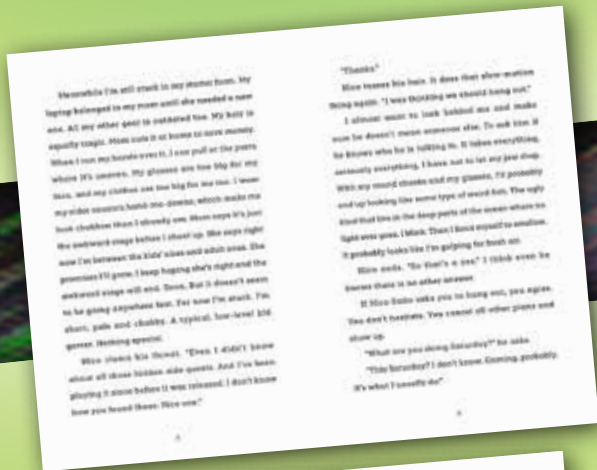 Meanwhile I'm still stuck in my starter form. My
laptop belonged to my mom until she needed a new
one. All my other gear is outdated too. My hair is
equally tragic. Mom cuts it at home to save money.
When I run my hands over it, I can pull at the parts
where it's uneven. My glasses are too big for my
face, and my clothes are too big for me too. I wear
my older cousin's hand-me-downs, which make me
look chubbier than I already am. Mom says it's just
the awkward stage before I shoot up. She says right
now I'm between the kids' sizes and adult ones. She
promises I'll grow. I keep hoping she's right and the
awkward stage will end. Soon. But it doesn't seem
to be going anywhere fast. For now I'm stuck. I'm
short, pale and chubby. A typical, low-level kid
gamer. Nothing special.
Nico clears his throat. "Even I didn't know
about all those hidden side quests. And I've been
playing it since before it was released. I don't know
how you found them. Nice one."
"Thanks."
Nico tosses his hair. It does that slow-motion
thing again. "I was thinking we should hang out."
I almost want to look behind me and make
sure he doesn't mean someone else. To ask him if
he knows who he is talking to. It takes everything,
seriously everything, I have not to let my jaw drop.
With my round cheeks and my glasses, I'd probably
end up looking like some type of weird fish. The ugly
kind that live in the deep parts of the ocean where no
light ever goes. I blink. Then I force myself to swallow.
It probably looks like I'm gulping for fresh air.
Nico nods. "So that's a yes." I think even he
knows there is no other answer.
If Nico Saba asks you to hang out, you agree.
You don't hesitate. You cancel all other plans and
show up.
"What are you doing Saturday?" he asks.
"This Saturday? I don't know. Gaming, probably.
It's what I usually do."